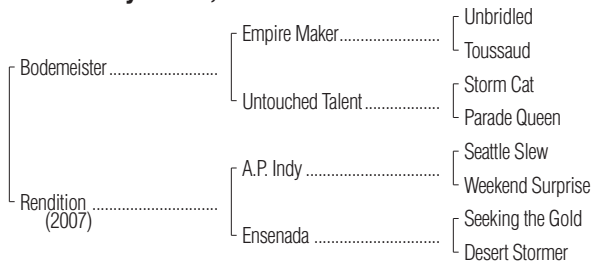 Unbridled
Empire Maker
Toussaud
Bodemeister
Storm Cat
Untouched Talent
Parade Queen
Seattle Slew
A.P. Indy
Weekend Surprise
Rendition
(2007)
Seeking the Gold
Ensenada
Desert Stormer